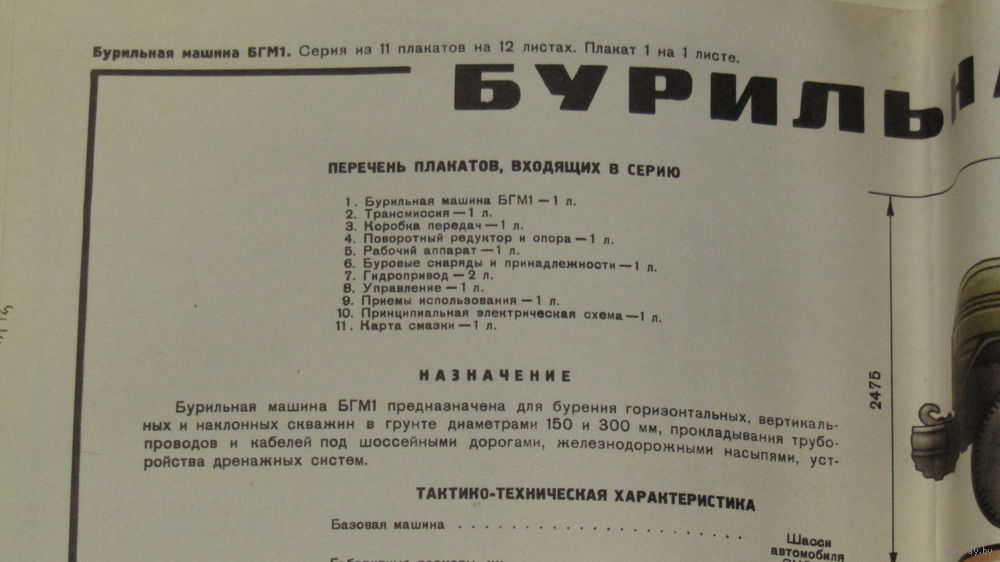 Бурильная машина БГМ1. Серия из 11 плакатов на 12 листах. Плакат 1 на 1 листе.
БУРИЛЬНА
ПЕРЕЧЕНЬ ПЛАКАТОВ, ВХОДЯЩИХ В СЕРИЮ
1. Бурильная машина БГМ1 — 1 л.
2. Трансмиссия — 1 л.
3. Коробка передач — 1 л.
4. Поворотный редуктор и опора — 1 л.
5. Рабочий аппарат — 1 л.
6. Буровые снаряды и принадлежности — 1 л.
7. Гидропривод — 2 л.
8. Управление — 1 л.
9. Приемы использования — 1 л.
10. Принципиальная электрическая схема — 1 л.
11. Карта смазки — 1 л.
2475
НАЗНАЧЕНИЕ
Бурильная машина БГМ1 предназначена для бурения горизонтальных, вертикаль-
ных и наклонных скважин в грунте диаметрами 150 и 300 мм, прокладывания трубо-
проводов и кабелей под шоссейными дорогами, железнодорожными насыпями, уст-
ройства дренажных систем.
ТАКТИКО-ТЕХНИЧЕСКАЯ ХАРАКТЕРИСТИКА
Базовая машина . . . . . . . . . . . . . . . . . . . .
Шасси
автомобиля
ay.by